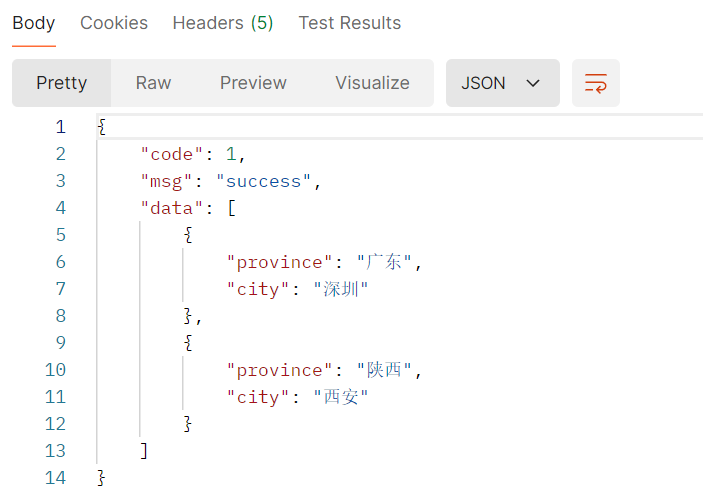 Body Cookies Headers (5) Test Results
Pretty Raw Preview Visualize JSON
1 {
2 "code": 1,
3 "msg": "success",
4 "data": [
5 {
6 "province": "广东",
7 "city": "深圳"
8 },
9 {
10 "province": "陕西",
11 "city": "西安"
12 }
13 ]
14 }